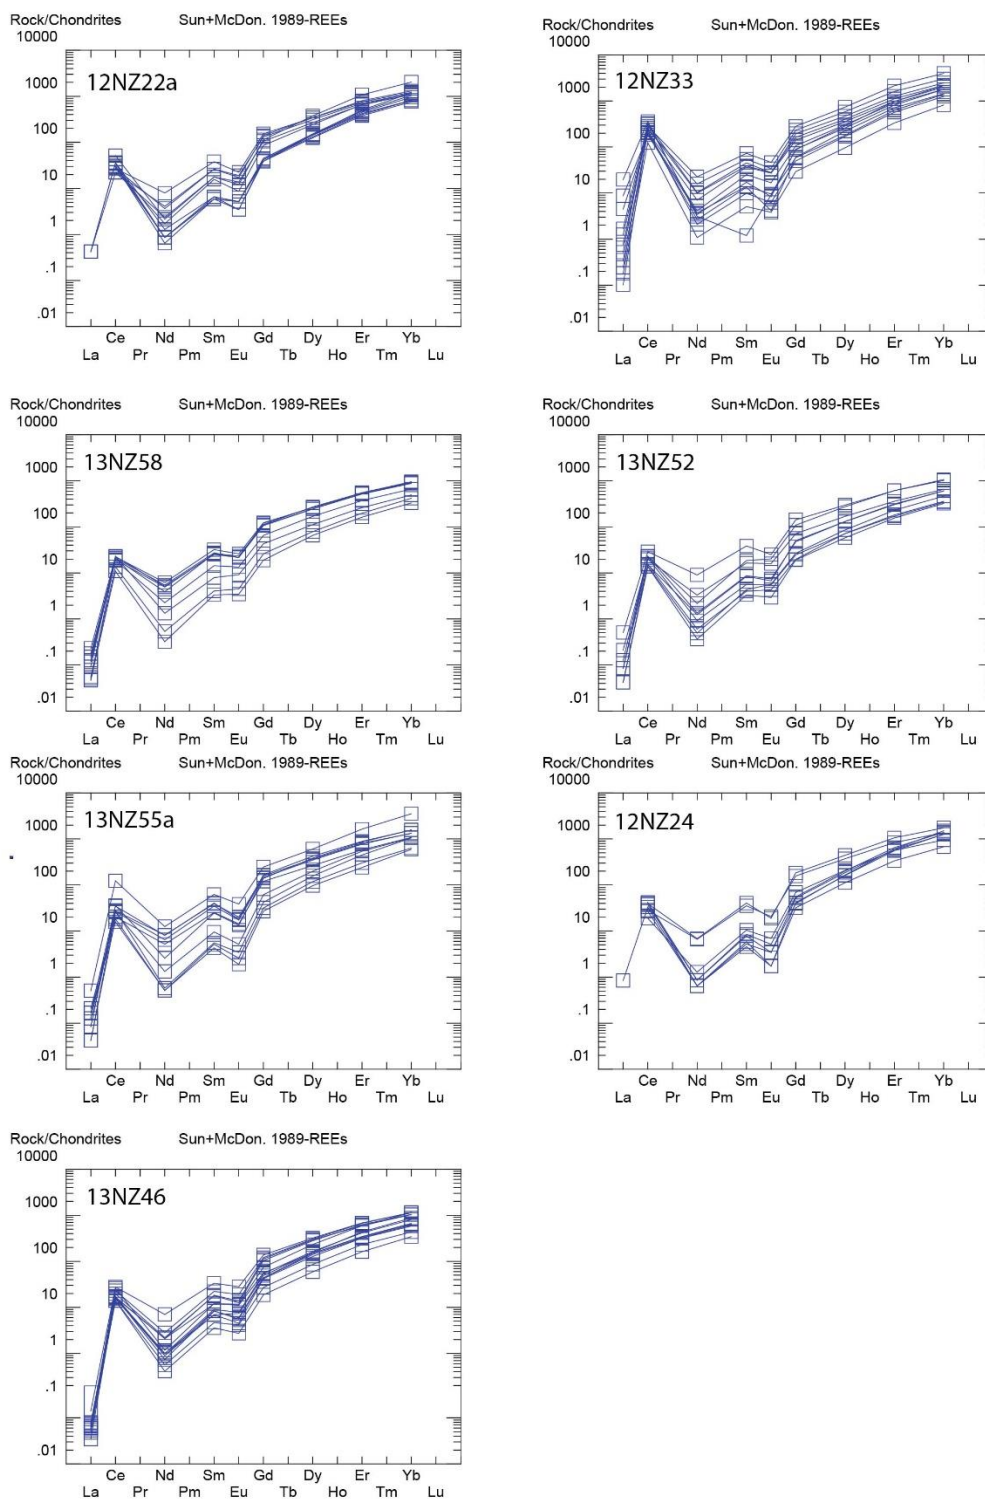 Rock/Chondrites Sun+McDon. 1989-REEs
10000
12NZ22a
1000
100
10
1
.1
.01
Ce Nd Sm Gd Dy Er Yb
La Pr Pm Eu Tb Ho Tm Lu
Rock/Chondrites Sun+McDon. 1989-REEs
10000
12NZ33
1000
100
10
1
.1
.01
Ce Nd Sm Gd Dy Er Yb
La Pr Pm Eu Tb Ho Tm Lu
Rock/Chondrites Sun+McDon. 1989-REEs
10000
13NZ58
1000
100
10
1
.1
.01
Ce Nd Sm Gd Dy Er Yb
La Pr Pm Eu Tb Ho Tm Lu
Rock/Chondrites Sun+McDon. 1989-REEs
10000
13NZ52
1000
100
10
1
.1
.01
Ce Nd Sm Gd Dy Er Yb
La Pr Pm Eu Tb Ho Tm Lu
Rock/Chondrites Sun+McDon. 1989-REEs
10000
13NZ55a
1000
100
10
1
.1
.01
Ce Nd Sm Gd Dy Er Yb
La Pr Pm Eu Tb Ho Tm Lu
Rock/Chondrites Sun+McDon. 1989-REEs
10000
12NZ24
1000
100
10
1
.1
.01
Ce Nd Sm Gd Dy Er Yb
La Pr Pm Eu Tb Ho Tm Lu
Rock/Chondrites Sun+McDon. 1989-REEs
10000
13NZ46
1000
100
10
1
.1
.01
Ce Nd Sm Gd Dy Er Yb
La Pr Pm Eu Tb Ho Tm Lu